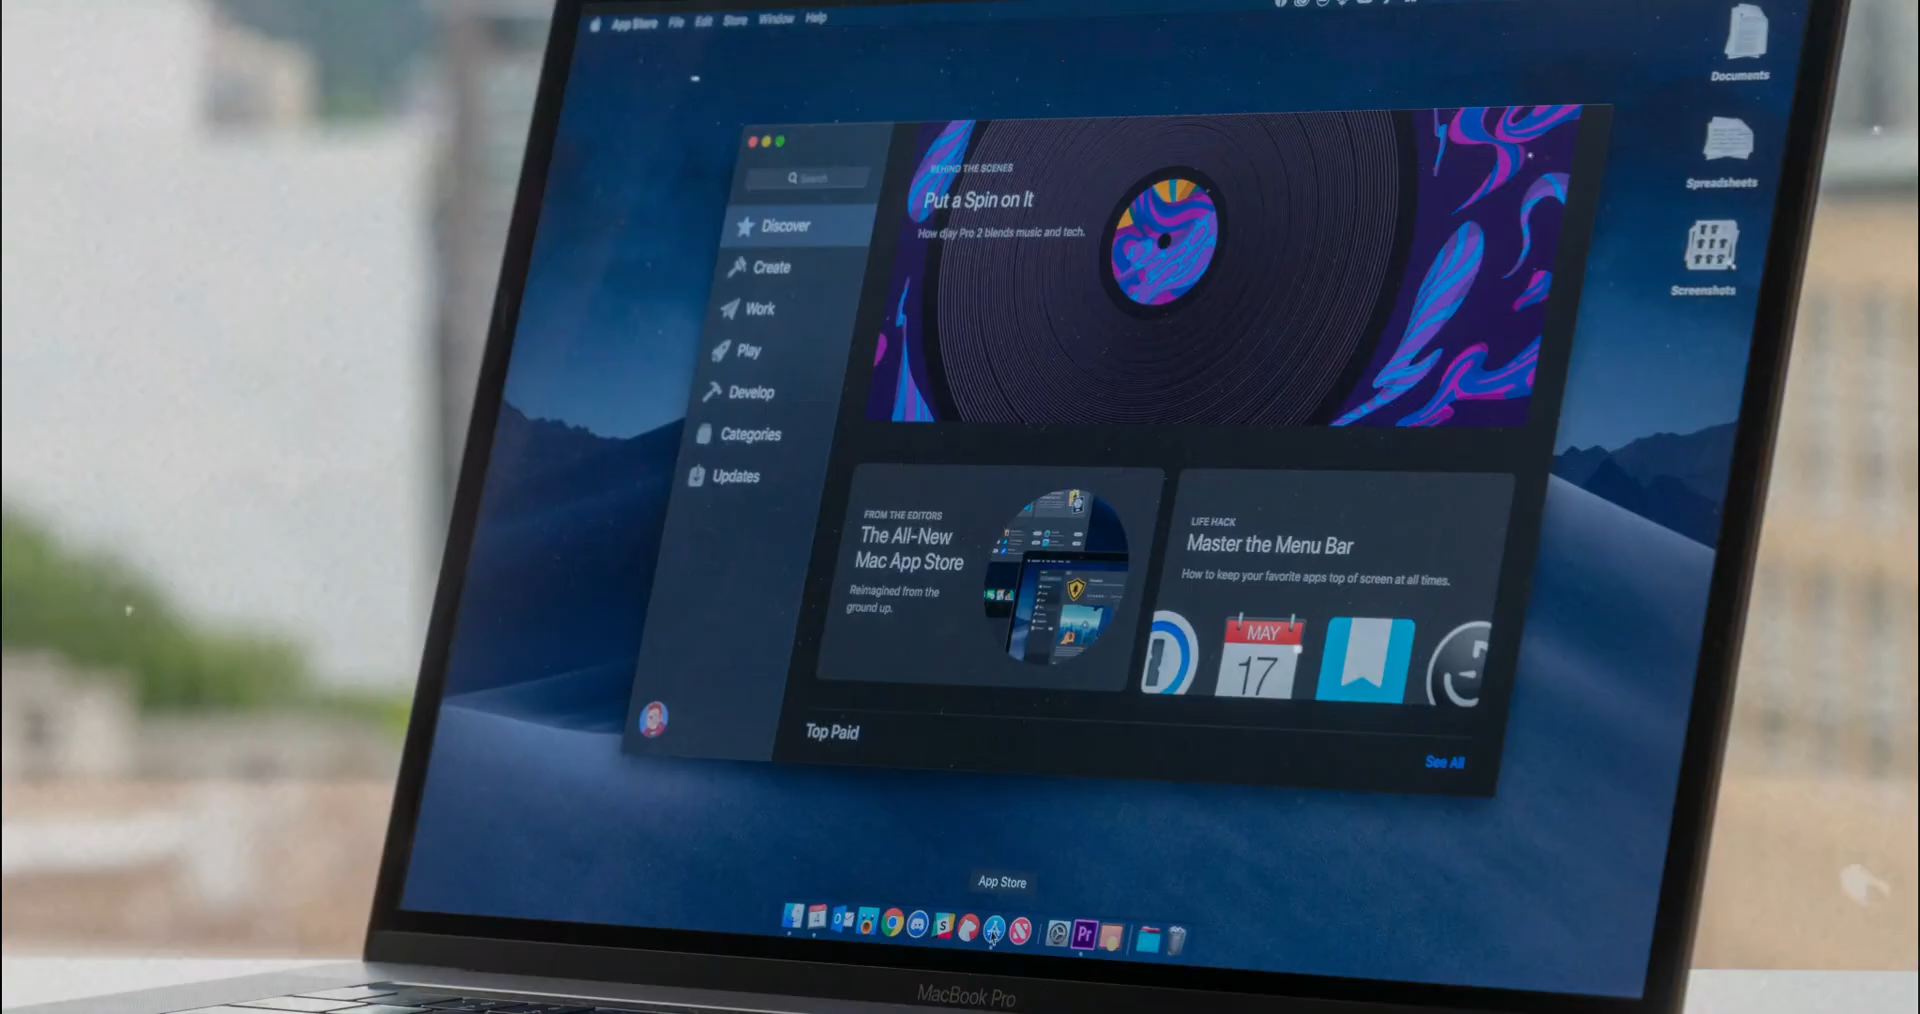 App Store File Edit Store Window Help
Documents
Spreadsheets
Screenshots
Search
Discover
Create
Work
Play
Develop
Categories
Updates
BEHIND THE SCENES
Put a Spin on It
How djay Pro 2 blends music and tech.
FROM THE EDITORS
The All-New
Mac App Store
Reimagined from the
ground up.
LIFE HACK
Master the Menu Bar
How to keep your favorite apps top of screen at all times.
MAY
17
Top Paid
See All
App Store
Pr
MacBook Pro